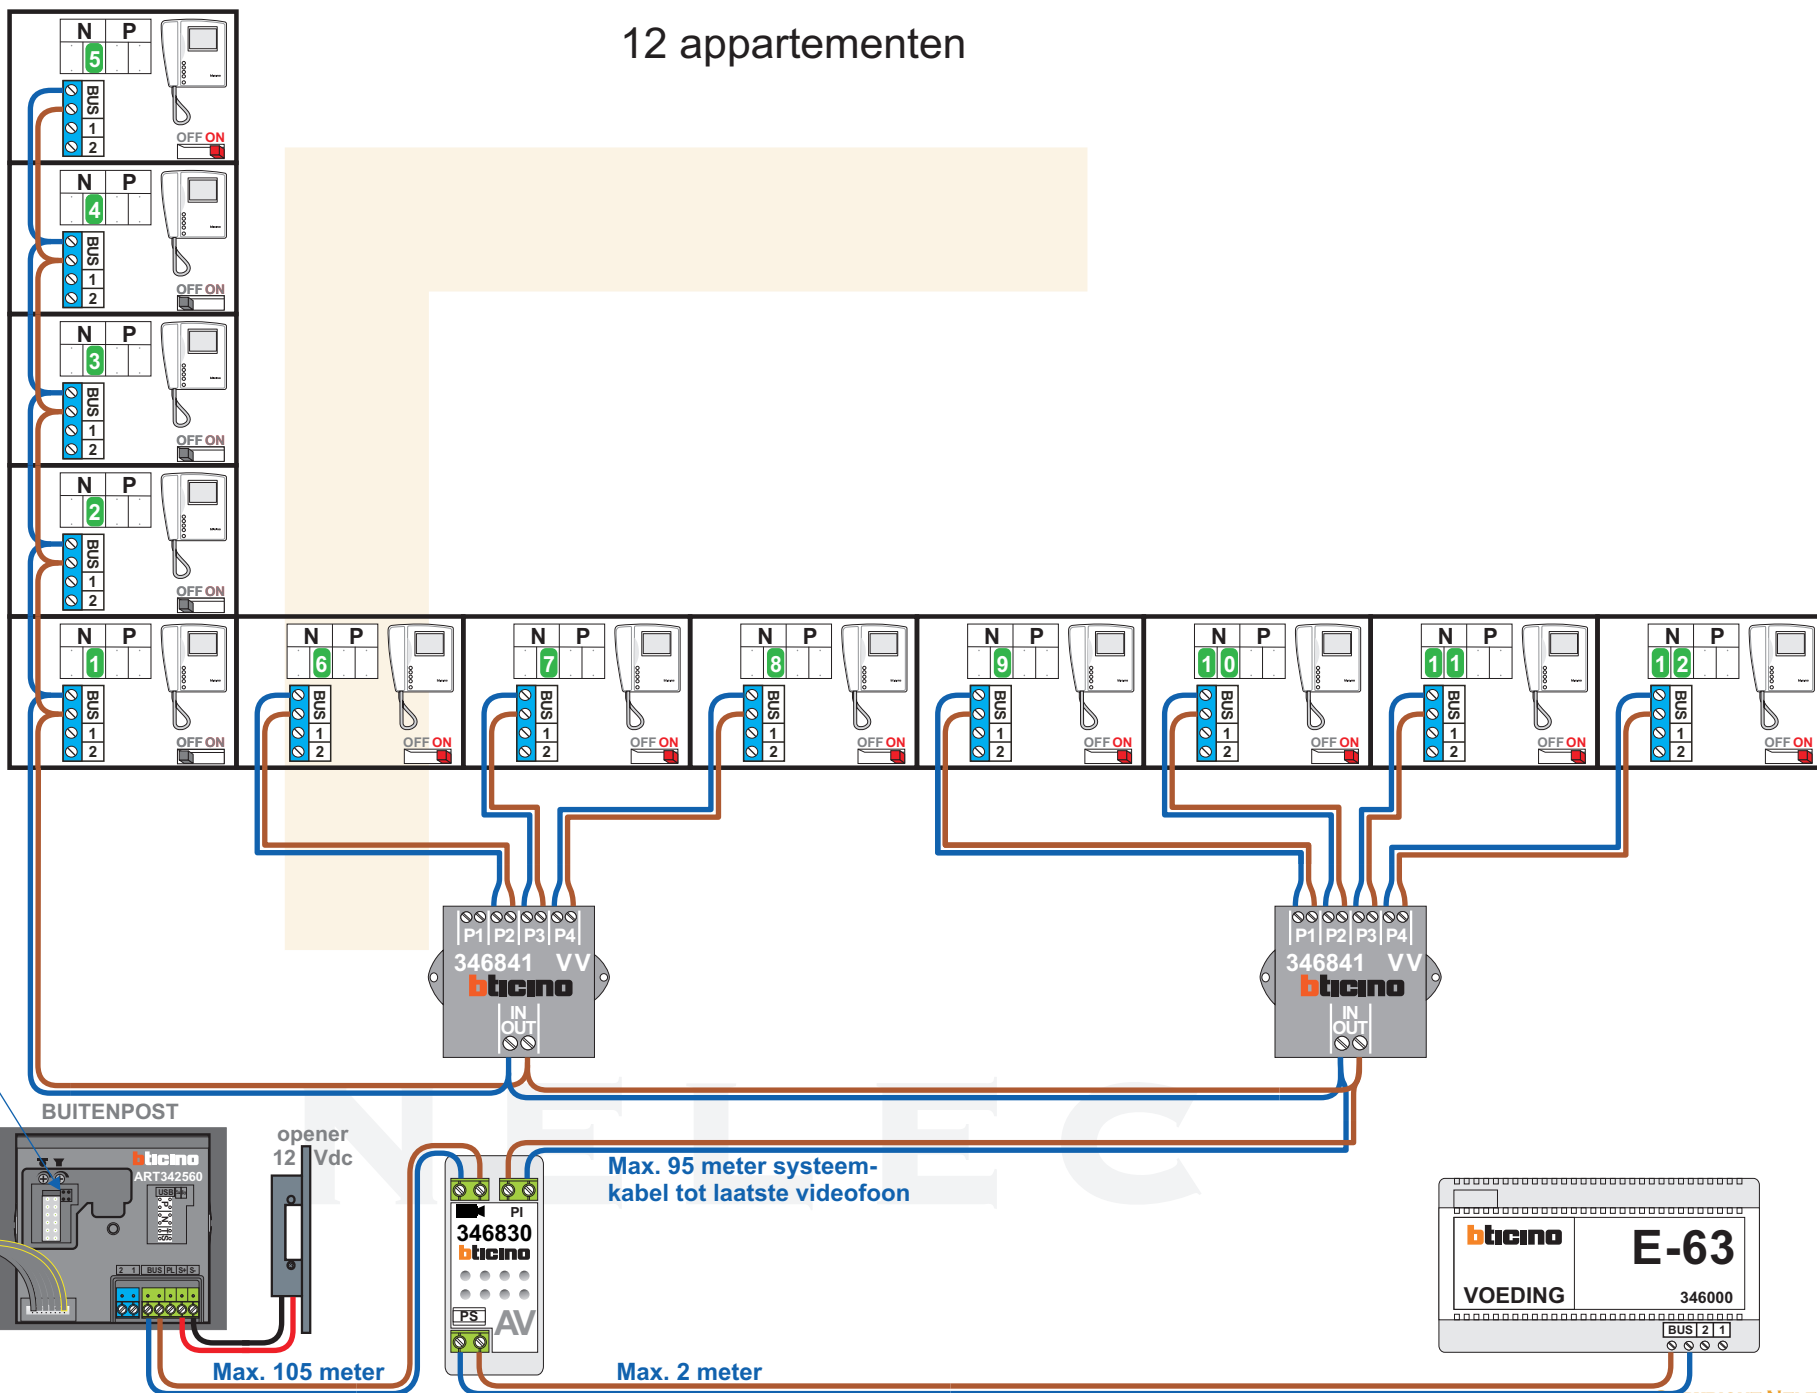 12 appartementen
N P
5
BUS
1
2
OFF ON
N P
4
BUS
1
2
OFF ON
N P
3
BUS
1
2
OFF ON
N P
2
BUS
1
2
OFF ON
N P
1
BUS
1
2
OFF ON
N P
6
BUS
1
2
OFF ON
N P
7
BUS
1
2
OFF ON
N P
8
BUS
1
2
OFF ON
N P
9
BUS
1
2
OFF ON
N P
10
BUS
1
2
OFF ON
N P
11
BUS
1
2
OFF ON
N P
12
BUS
1
2
OFF ON
P1 P2 P3 P4
346841 VV
bticino
IN
OUT
P1 P2 P3 P4
346841 VV
bticino
IN
OUT
NELEC
BUITENPOST
bticino
ART342560
USB
P N T S
2 1 BUS PL S+ S-
opener
12 Vdc
Max. 105 meter
PI
346830
bticino
PS
AV
Max. 95 meter systeem-
kabel tot laatste videofoon
Max. 2 meter
bticino
E-63
VOEDING
346000
BUS 2 1